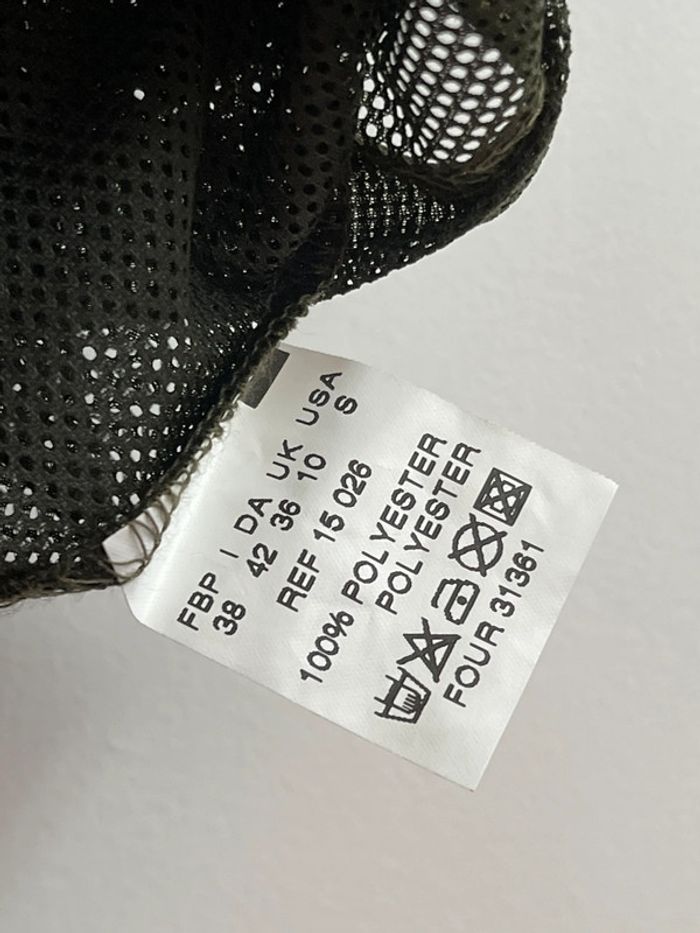 FBP I DA UK USA
38 42 36 10 S
REF 15 026
100% POLYESTER
POLYESTER
FOUR 31361